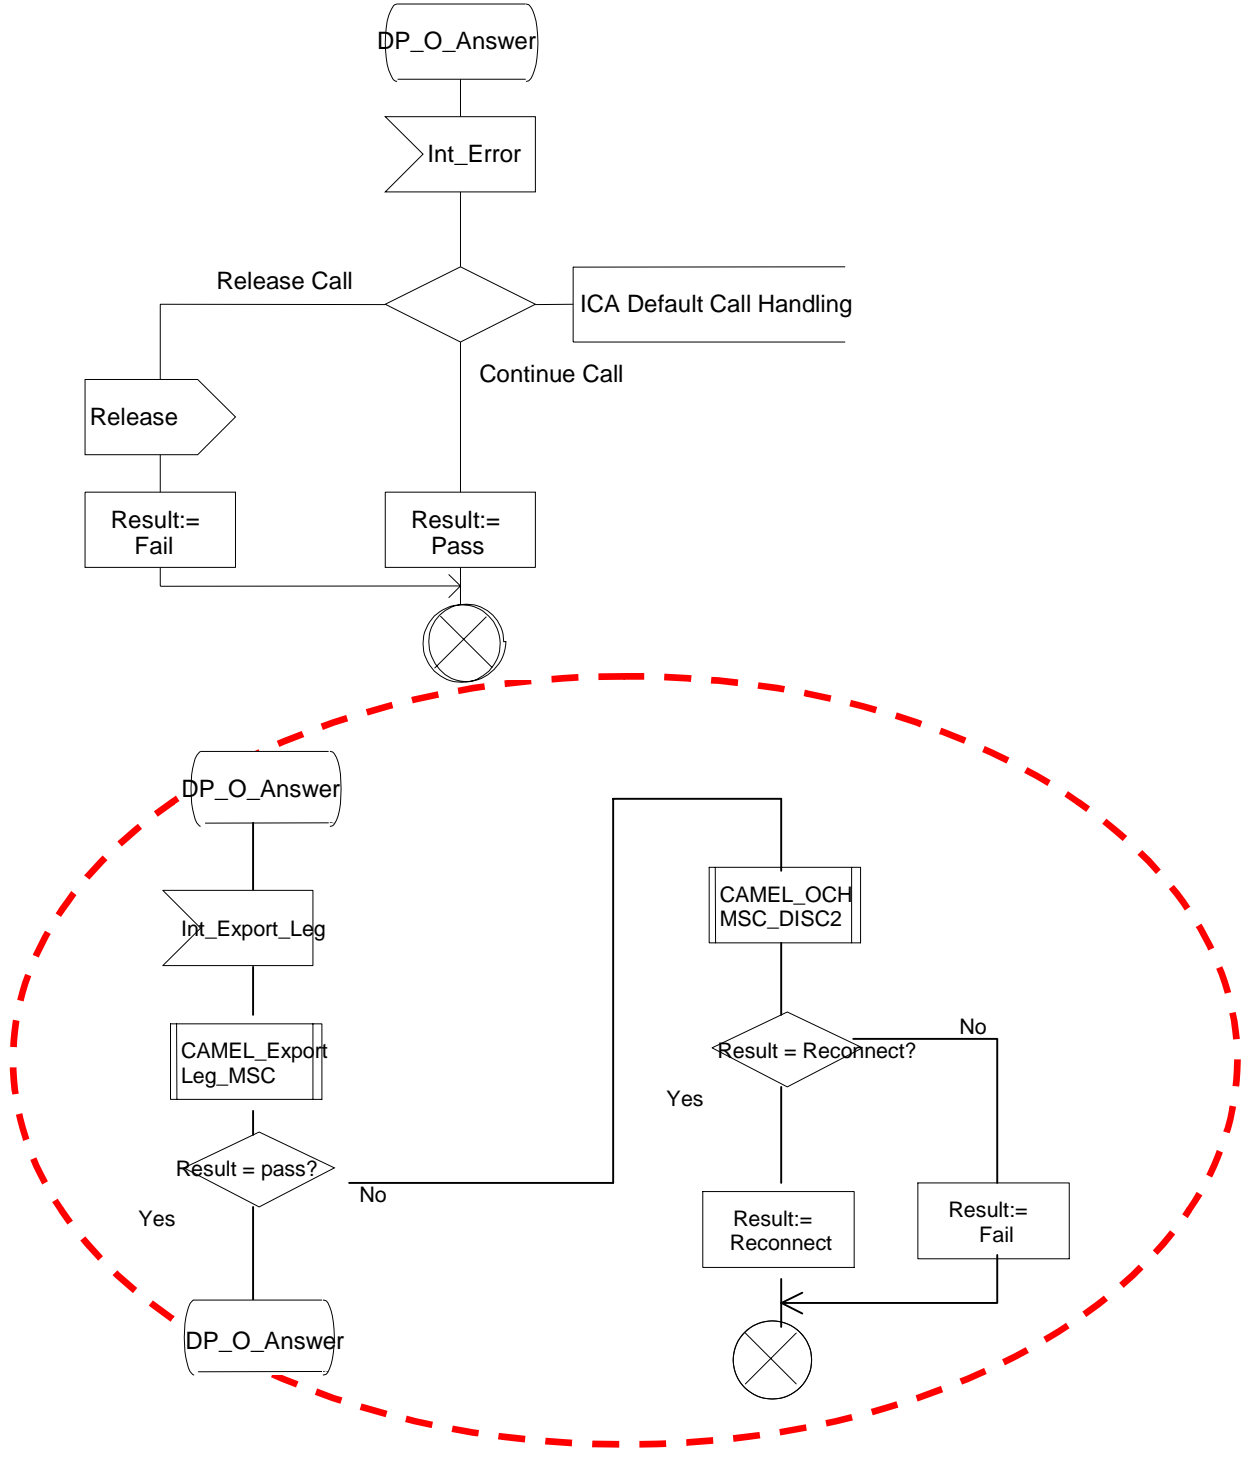 DP_O_Answer
Int_Error
Release Call
ICA Default Call Handling
Continue Call
Release
Result:=
Fail
Result:=
Pass
DP_O_Answer
Int_Export_Leg
CAMEL_Export
Leg_MSC
Result = pass?
No
Yes
DP_O_Answer
CAMEL_OCH
MSC_DISC2
Result = Reconnect?
No
Yes
Result:=
Reconnect
Result:=
Fail